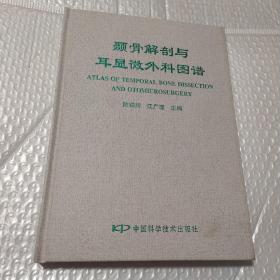 颞骨解剖与
耳显微外科图谱
ATLAS OF TEMPORAL BONE DISSECTION
AND OTOMICROSURGERY
主编
中国科学技术出版社